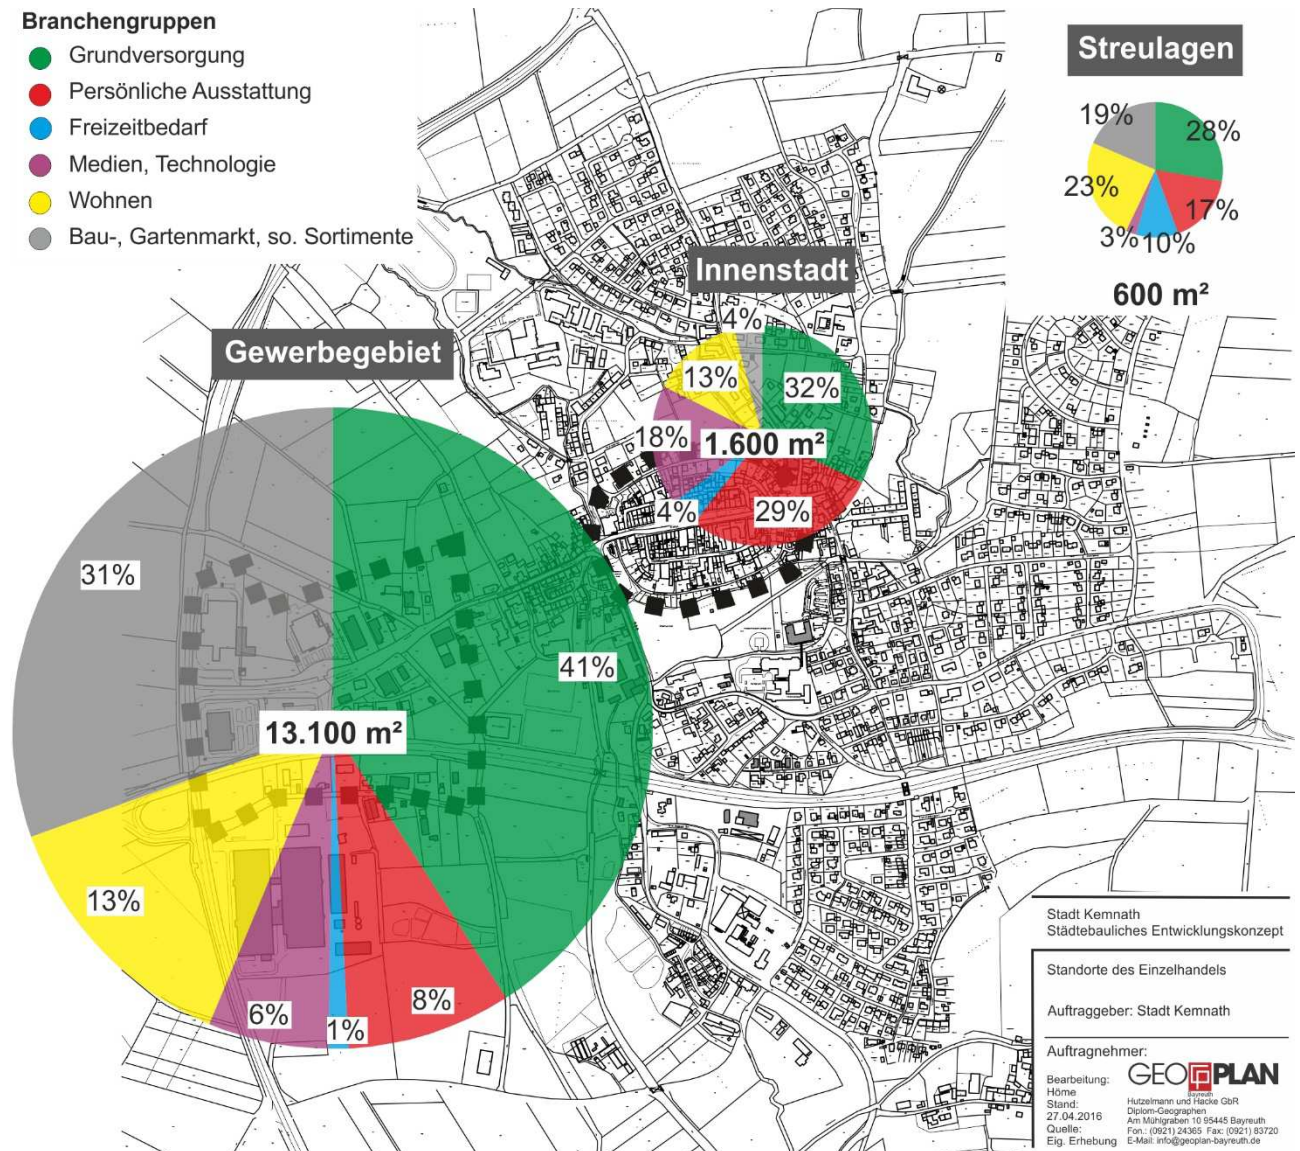 Branchengruppen
Grundversorgung
Persönliche Ausstattung
Freizeitbedarf
Medien, Technologie
Wohnen
Bau-, Gartenmarkt, so. Sortimente
Streulagen
19%
28%
23%
17%
3%
10%
600 m²
Innenstadt
4%
13%
32%
18%
1.600 m²
4%
29%
Gewerbegebiet
31%
41%
13.100 m²
13%
6%
1%
8%
Stadt Kemnath
Städtebauliches Entwicklungskonzept
Standorte des Einzelhandels
Auftraggeber: Stadt Kemnath
Auftragnehmer:
GEOPLAN
Bayreuth
Bearbeitung:
Höme
Stand:
27.04.2016
Quelle:
Eig. Erhebung
Hutzelmann und Hacke GbR
Diplom-Geographen
Am Mühlgraben 10 95445 Bayreuth
Fon.: (0921) 24365 Fax: (0921) 83720
E-Mail: info@geoplan-bayreuth.de